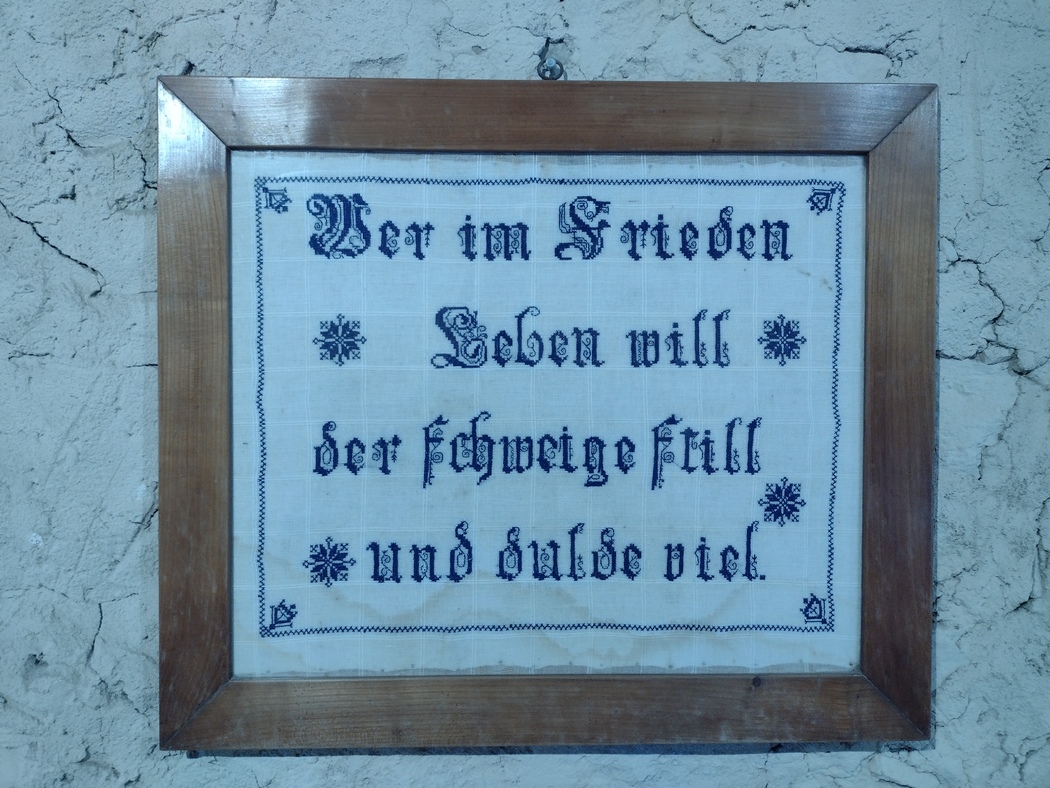 Wer im Frieden
Leben will
der schweige still
und dulde viel.